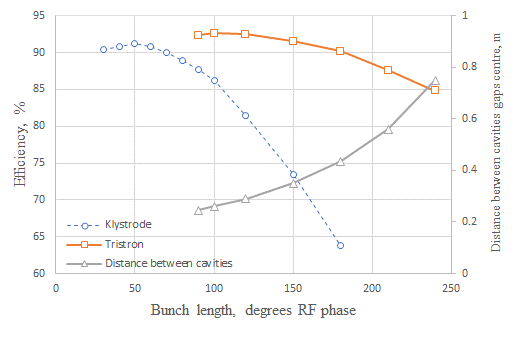 95
90
85
80
75
70
65
60
Efficiency, %
1
0.8
0.6
0.4
0.2
0
Distance between cavities gaps centre, m
Klystrode
Tristron
Distance between cavities
0 50 100 150 200 250
Bunch length, degrees RF phase